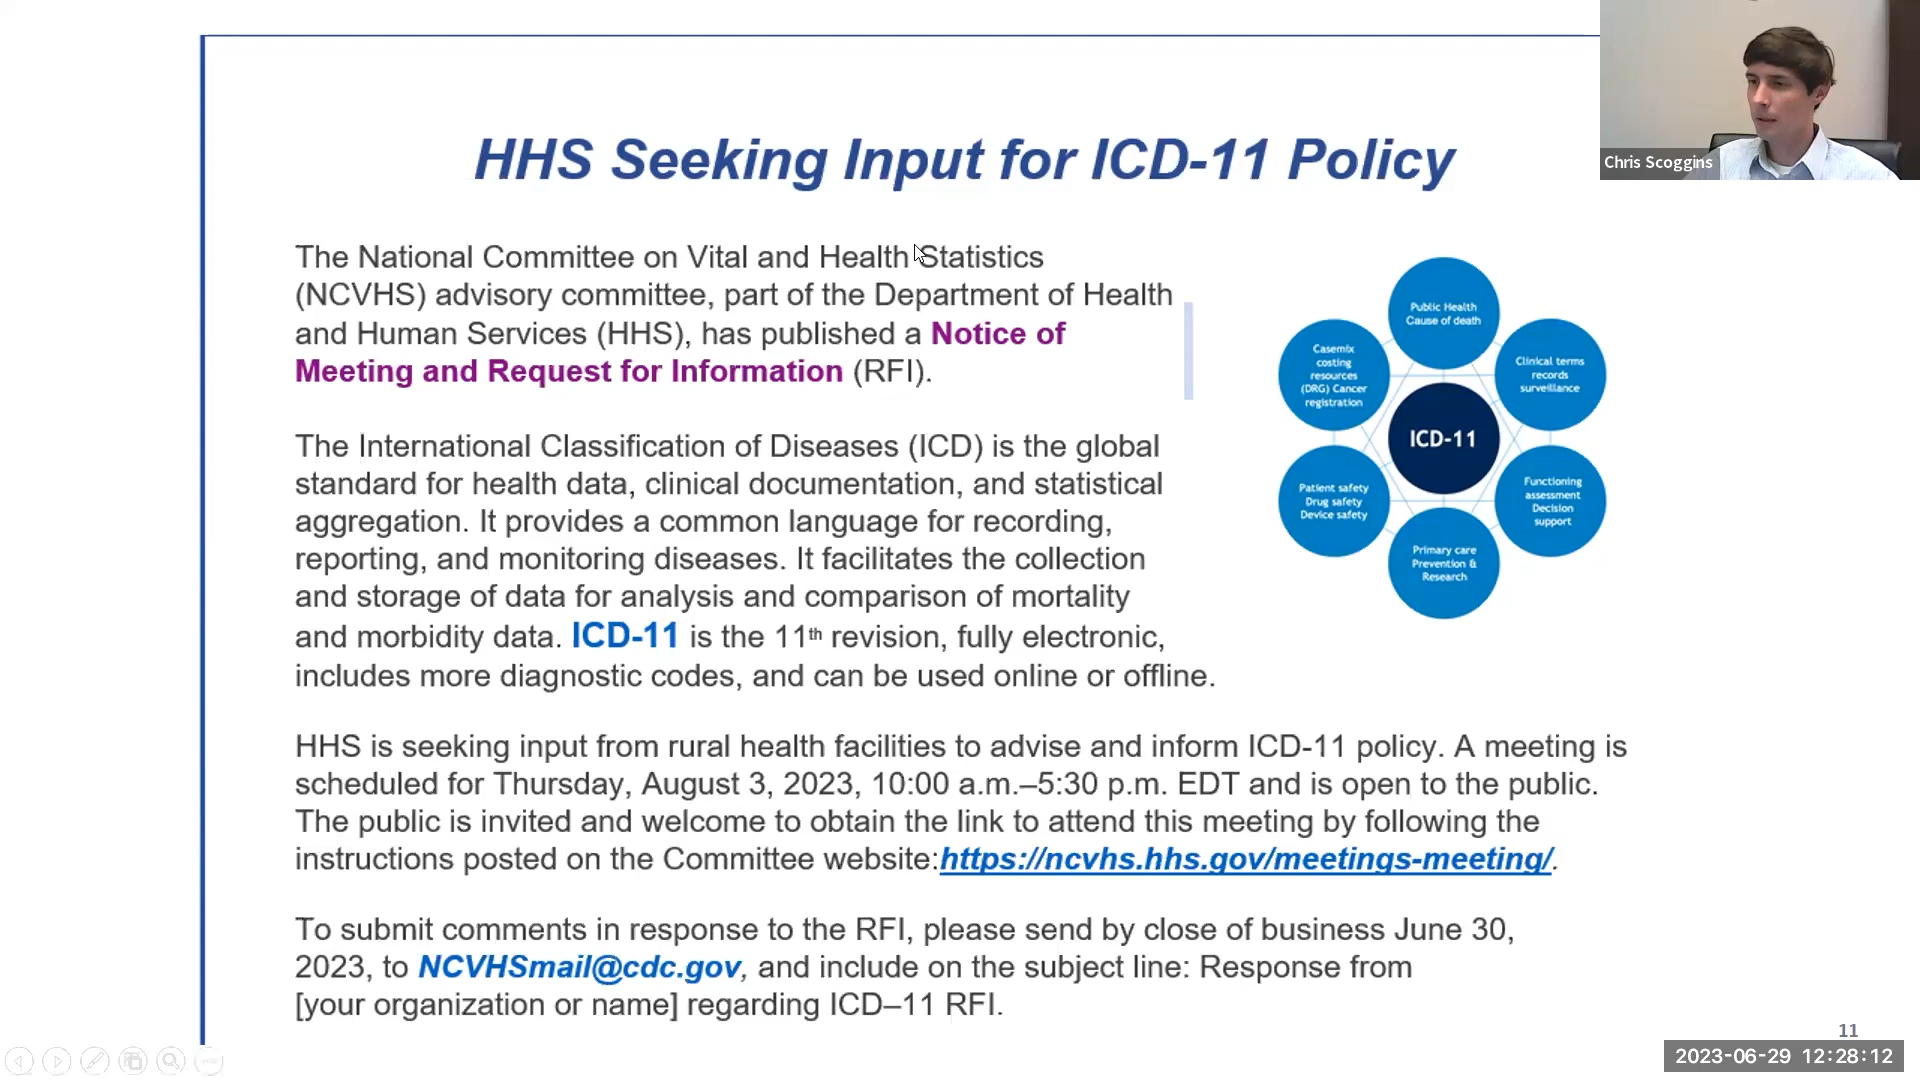 Chris Scoggins
HHS Seeking Input for ICD-11 Policy
The National Committee on Vital and Health Statistics
(NCVHS) advisory committee, part of the Department of Health
and Human Services (HHS), has published a Notice of
Meeting and Request for Information (RFI).
The International Classification of Diseases (ICD) is the global
standard for health data, clinical documentation, and statistical
aggregation. It provides a common language for recording,
reporting, and monitoring diseases. It facilitates the collection
and storage of data for analysis and comparison of mortality
and morbidity data. ICD-11 is the 11th revision, fully electronic,
includes more diagnostic codes, and can be used online or offline.
Public Health
Cause of death
Casemix
costing
resources
(DRG) Cancer
registration
Clinical terms
records
surveillance
ICD-11
Patient safety
Drug safety
Device safety
Functioning
assessment
Decision
support
Primary care
Prevention &
Research
HHS is seeking input from rural health facilities to advise and inform ICD-11 policy. A meeting is
scheduled for Thursday, August 3, 2023, 10:00 a.m.–5:30 p.m. EDT and is open to the public.
The public is invited and welcome to obtain the link to attend this meeting by following the
instructions posted on the Committee website:https://ncvhs.hhs.gov/meetings-meeting/.
To submit comments in response to the RFI, please send by close of business June 30,
2023, to NCVHSmail@cdc.gov, and include on the subject line: Response from
[your organization or name] regarding ICD–11 RFI.
11
2023-06-29 12:28:12